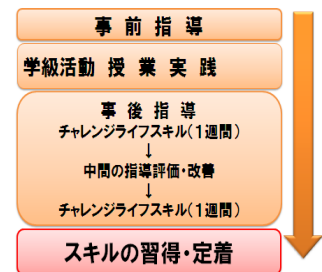 事前指導
学級活動 授業実践
事後指導
チャレンジライフスキル(1週間)
↓
中間の指導評価・改善
↓
チャレンジライフスキル(1週間)
スキルの習得・定着